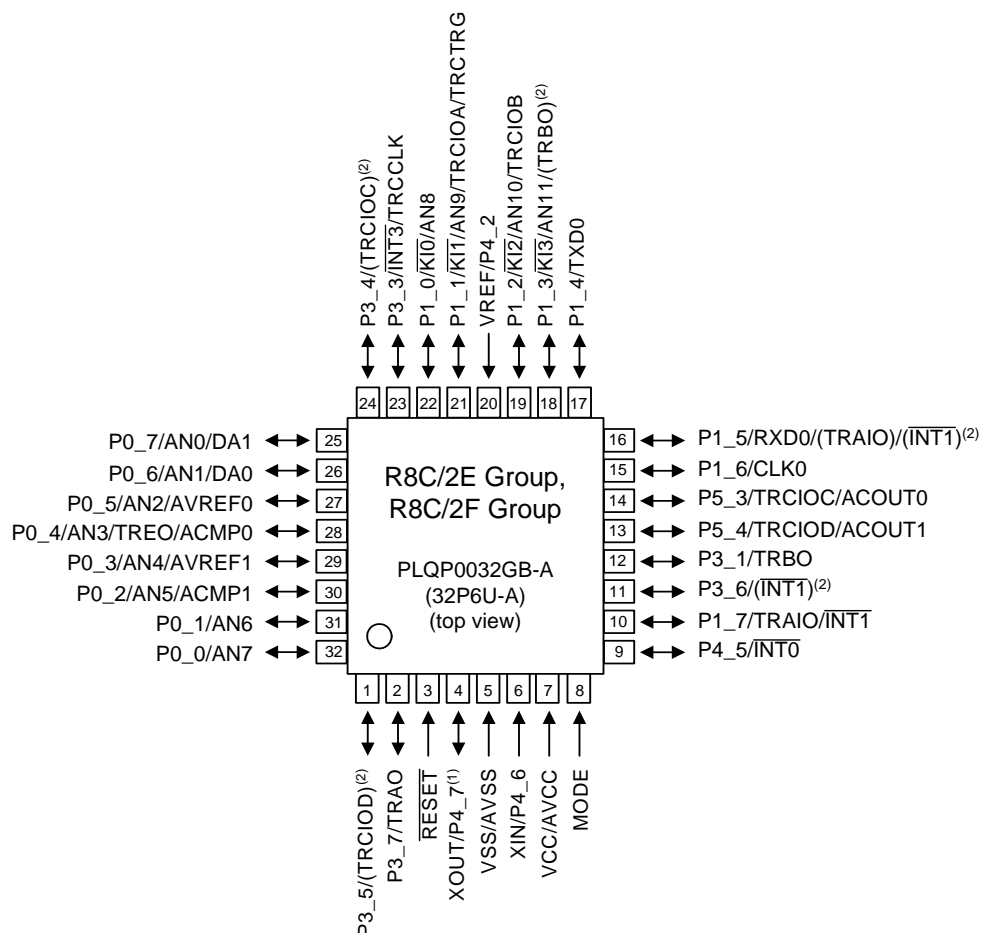 P3_4/(TRCIOC)(2)
P3_3/INT3/TRCCLK
P1_0/KI0/AN8
P1_1/KI1/AN9/TRCIOA/TRCTRG
VREF/P4_2
P1_2/KI2/AN10/TRCIOB
P1_3/KI3/AN11/(TRBO)(2)
P1_4/TXD0
24 23 22 21 20 19 18 17
P0_7/AN0/DA1 25
P0_6/AN1/DA0 26
P0_5/AN2/AVREF0 27
P0_4/AN3/TREO/ACMP0 28
P0_3/AN4/AVREF1 29
P0_2/AN5/ACMP1 30
P0_1/AN6 31
P0_0/AN7 32
R8C/2E Group,
R8C/2F Group
PLQP0032GB-A
(32P6U-A)
(top view)
16 P1_5/RXD0/(TRAIO)/(INT1)(2)
15 P1_6/CLK0
14 P5_3/TRCIOC/ACOUT0
13 P5_4/TRCIOD/ACOUT1
12 P3_1/TRBO
11 P3_6/(INT1)(2)
10 P1_7/TRAIO/INT1
9 P4_5/INT0
1 2 3 4 5 6 7 8
P3_5/(TRCIOD)(2)
P3_7/TRAO
RESET
XOUT/P4_7(1)
VSS/AVSS
XIN/P4_6
VCC/AVCC
MODE